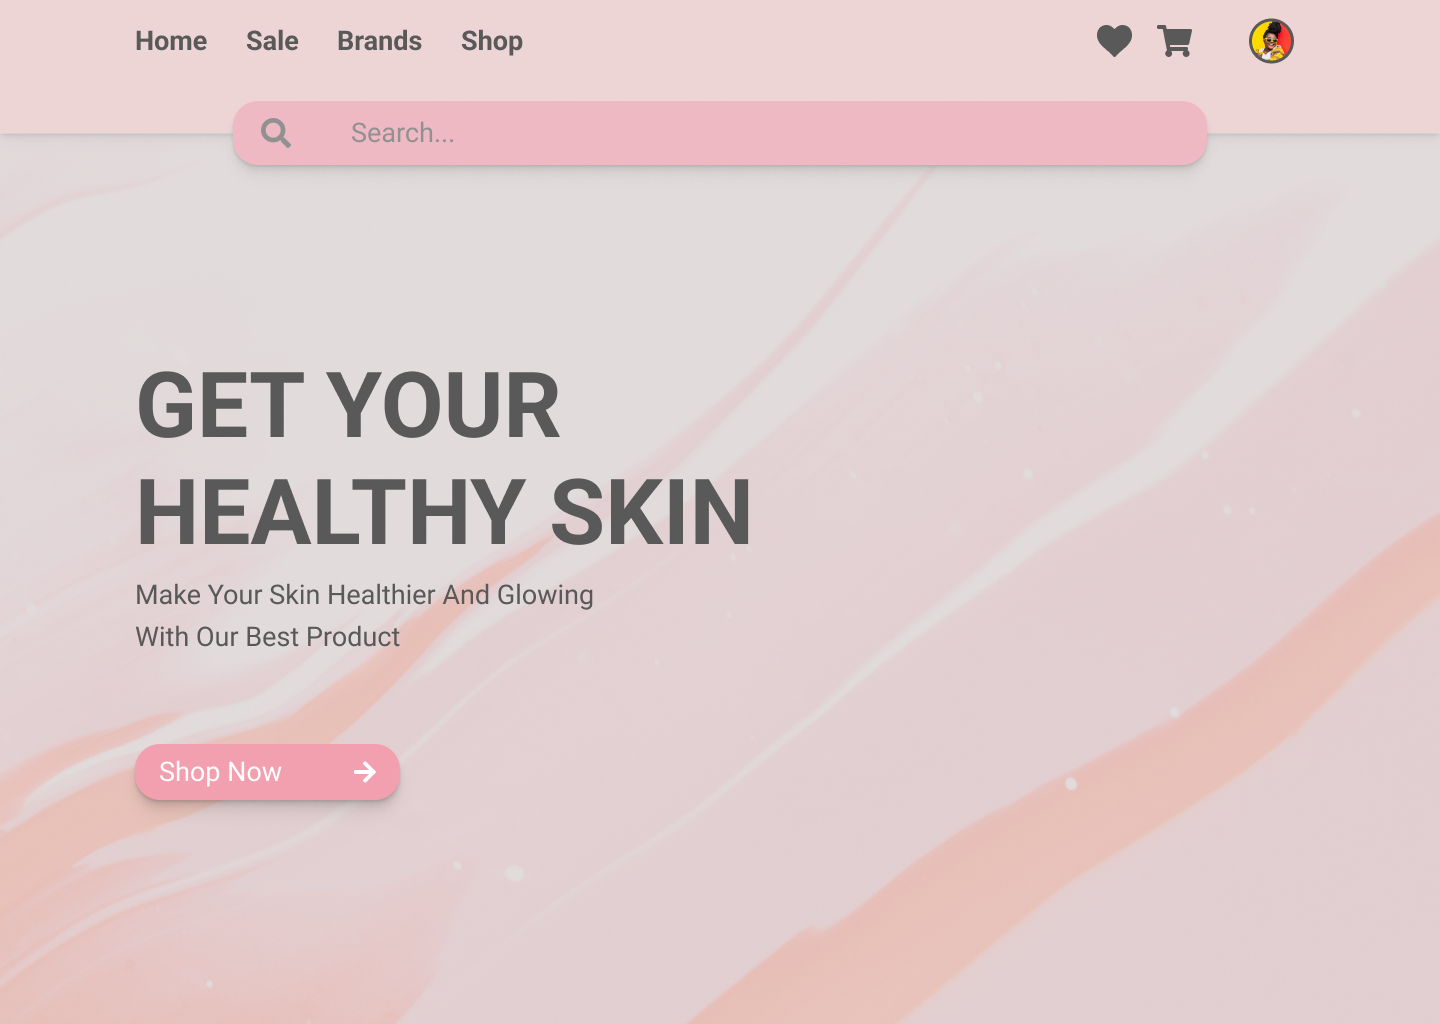 Home Sale Brands Shop
Search...
GET YOUR
HEALTHY SKIN
Make Your Skin Healthier And Glowing
With Our Best Product
Shop Now